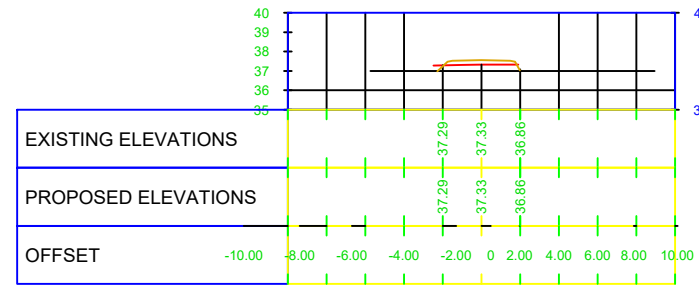 40
39
38
37
36
35
4
3
EXISTING ELEVATIONS 37.29 37.33 36.86
PROPOSED ELEVATIONS 37.29 37.33 36.86
OFFSET -10.00 -8.00 -6.00 -4.00 -2.00 0 2.00 4.00 6.00 8.00 10.00